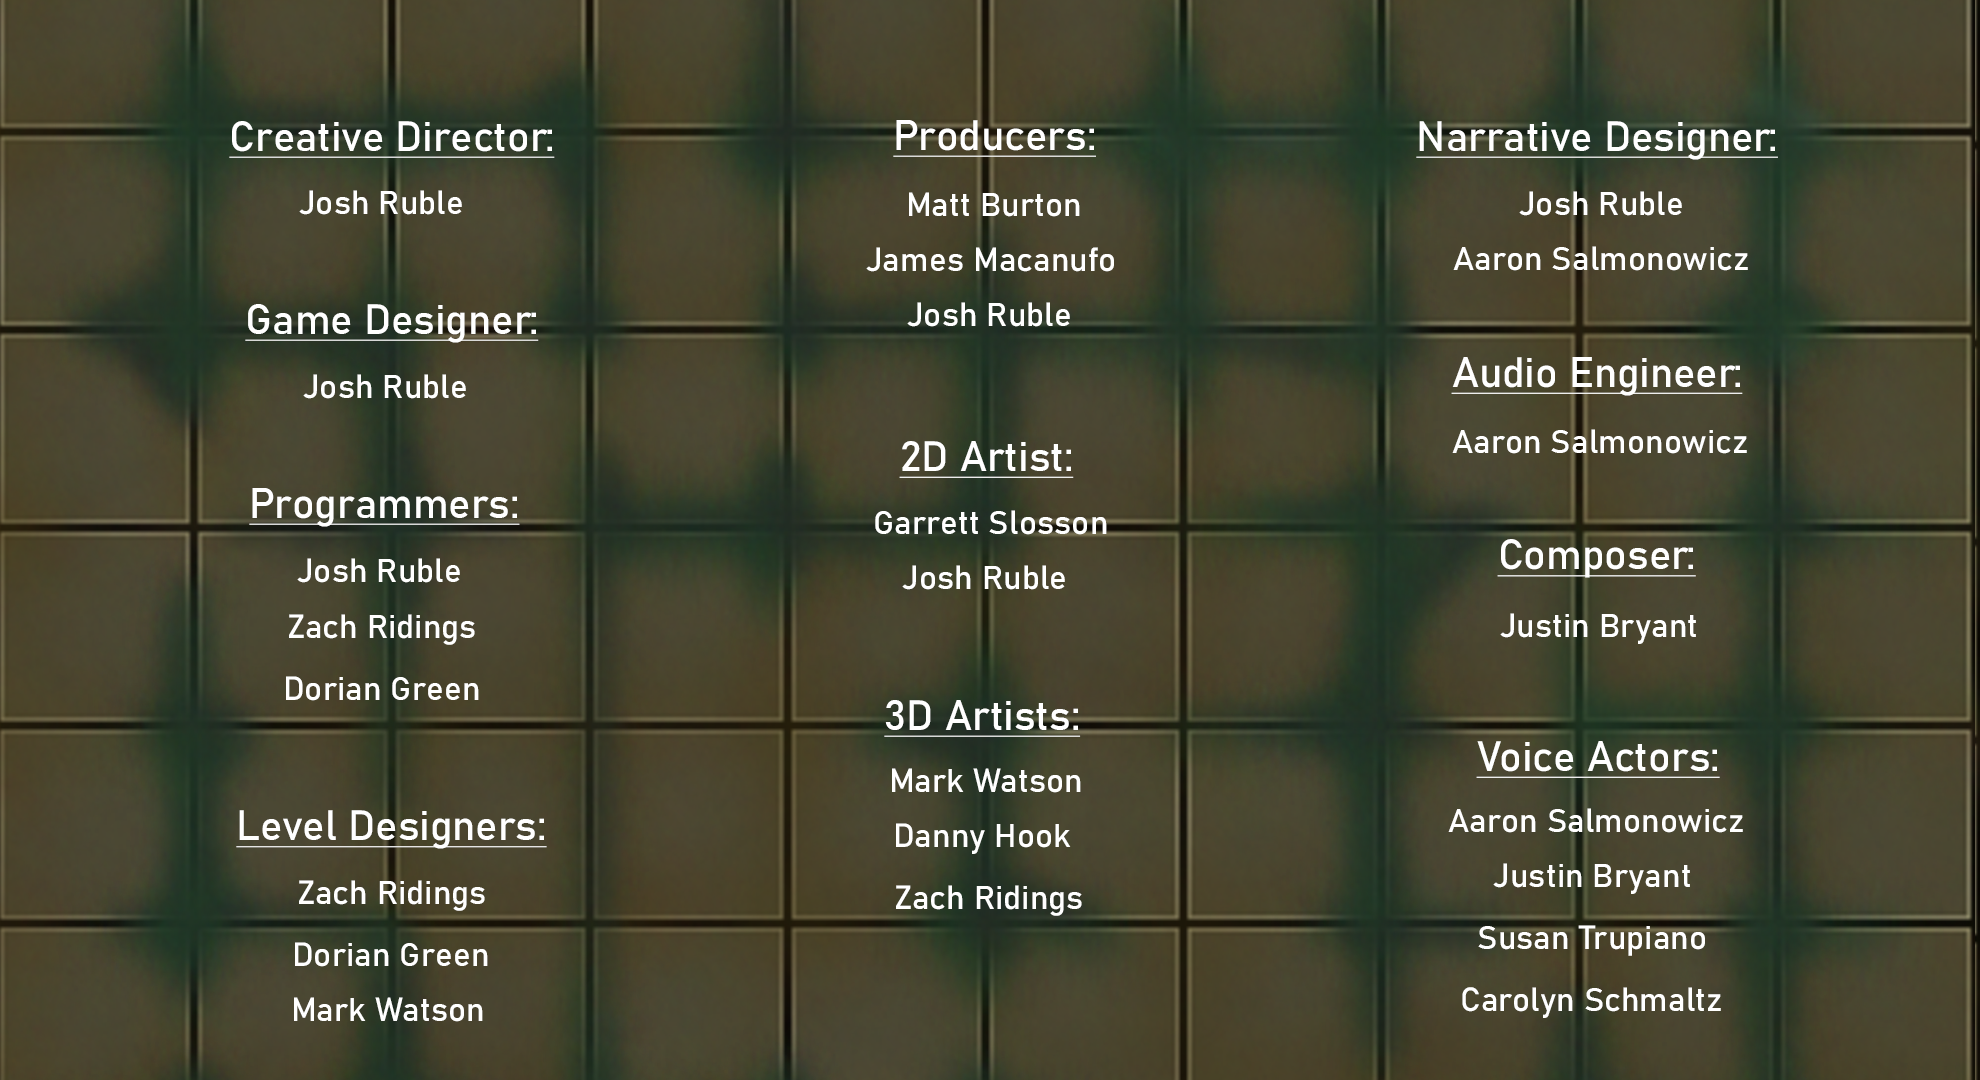 Creative Director:
Josh Ruble
Game Designer:
Josh Ruble
Programmers:
Josh Ruble
Zach Ridings
Dorian Green
Level Designers:
Zach Ridings
Dorian Green
Mark Watson
Producers:
Matt Burton
James Macanufo
Josh Ruble
2D Artist:
Garrett Slosson
Josh Ruble
3D Artists:
Mark Watson
Danny Hook
Zach Ridings
Narrative Designer:
Josh Ruble
Aaron Salmonowicz
Audio Engineer:
Aaron Salmonowicz
Composer:
Justin Bryant
Voice Actors:
Aaron Salmonowicz
Justin Bryant
Susan Trupiano
Carolyn Schmaltz